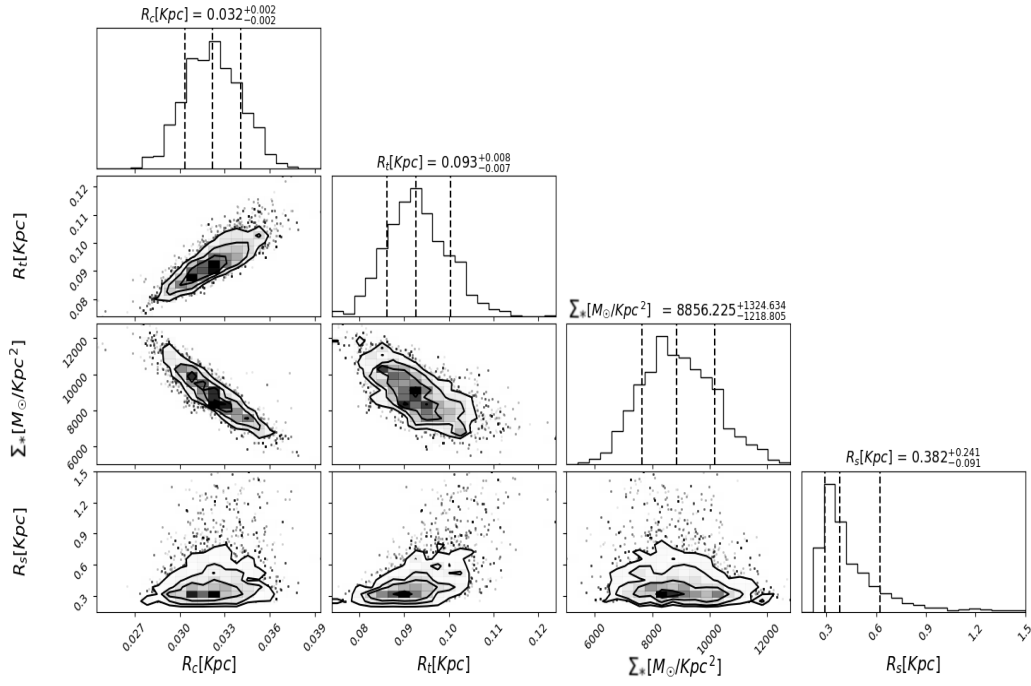 R_c[Kpc] = 0.032^{+0.002}_{-0.002}
R_t[Kpc] = 0.093^{+0.008}_{-0.007}
0.12
0.11
0.10
0.09
0.08
R_t[Kpc]
Σ_*[M_⊙/Kpc^2] = 8856.225^{+1324.634}_{-1218.805}
12000
10000
8000
6000
Σ_*[M_⊙/Kpc^2]
R_s[Kpc] = 0.382^{+0.241}_{-0.091}
1.5
1.2
0.9
0.6
0.3
R_s[Kpc]
0.027 0.030 0.033 0.036 0.035
0.08 0.09 0.10 0.11 0.12
6000 8000 10000 12000
0.3 0.6 0.9 1.2 1.5
R_c[Kpc]
R_t[Kpc]
Σ_*[M_⊙/Kpc^2]
R_s[Kpc]